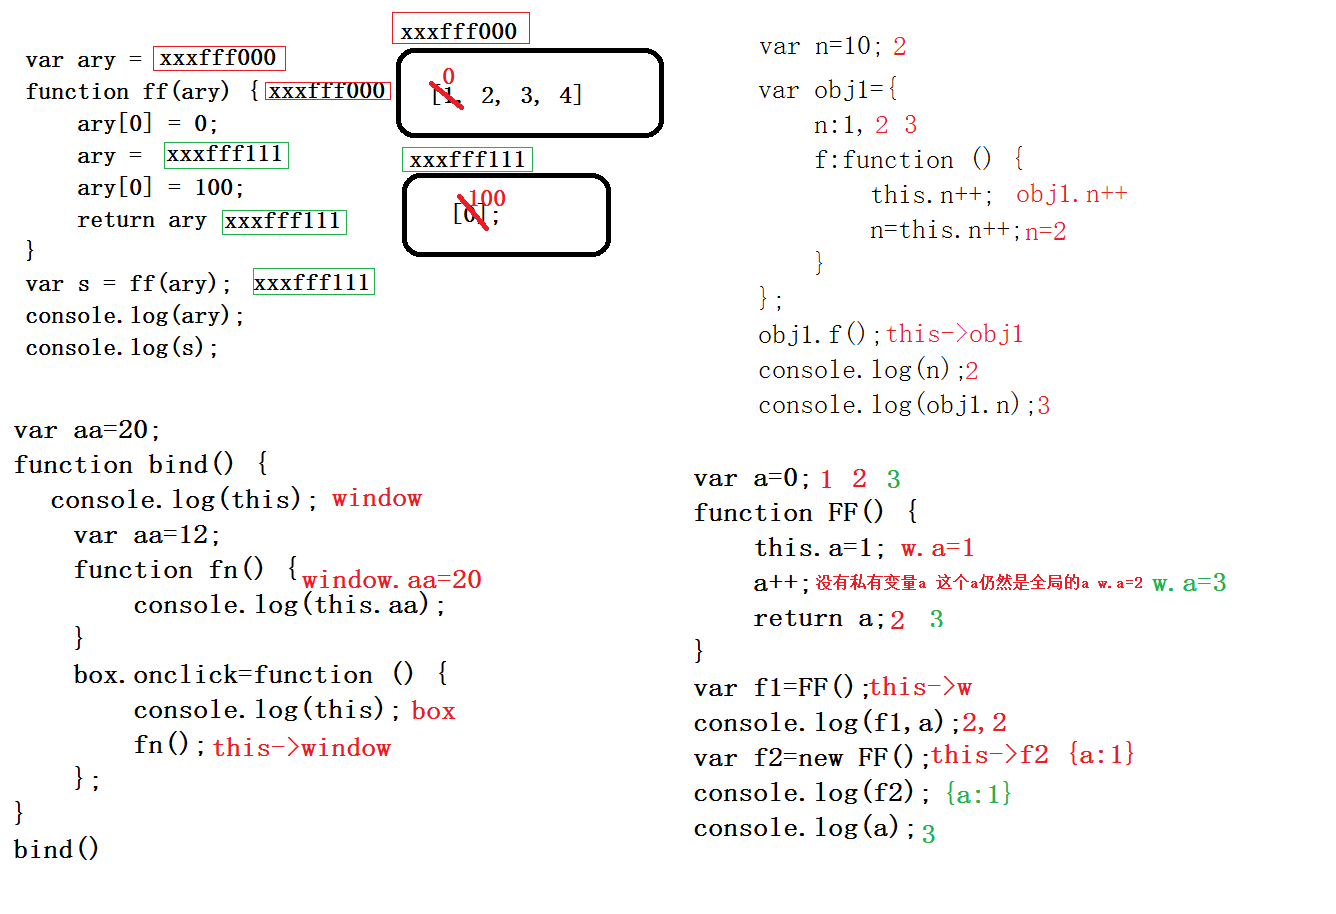 xxxfff000
var ary = xxxfff000
function ff(ary) { xxxfff000
0
[1, 2, 3, 4]
ary[0] = 0;
ary = xxxfff111
xxxfff111
ary[0] = 100;
100
return ary xxxfff111
[0];
}
var s = ff(ary); xxxfff111
console.log(ary);
console.log(s);
var n=10; 2
var obj1={
n:1, 2 3
f:function () {
this.n++; obj1.n++
n=this.n++;n=2
}
};
obj1.f();this->obj1
console.log(n);2
console.log(obj1.n);3
var aa=20;
function bind() {
console.log(this); window
var aa=12;
function fn() { window.aa=20
console.log(this.aa);
}
box.onclick=function () {
console.log(this); box
fn();this->window
};
}
bind()
var a=0; 1 2 3
function FF() {
this.a=1; w.a=1
a++;没有私有变量a 这个a仍然是全局的a w.a=2 w.a=3
return a;2 3
}
var f1=FF();this->w
console.log(f1,a);2,2
var f2=new FF();this->f2 {a:1}
console.log(f2); {a:1}
console.log(a);3